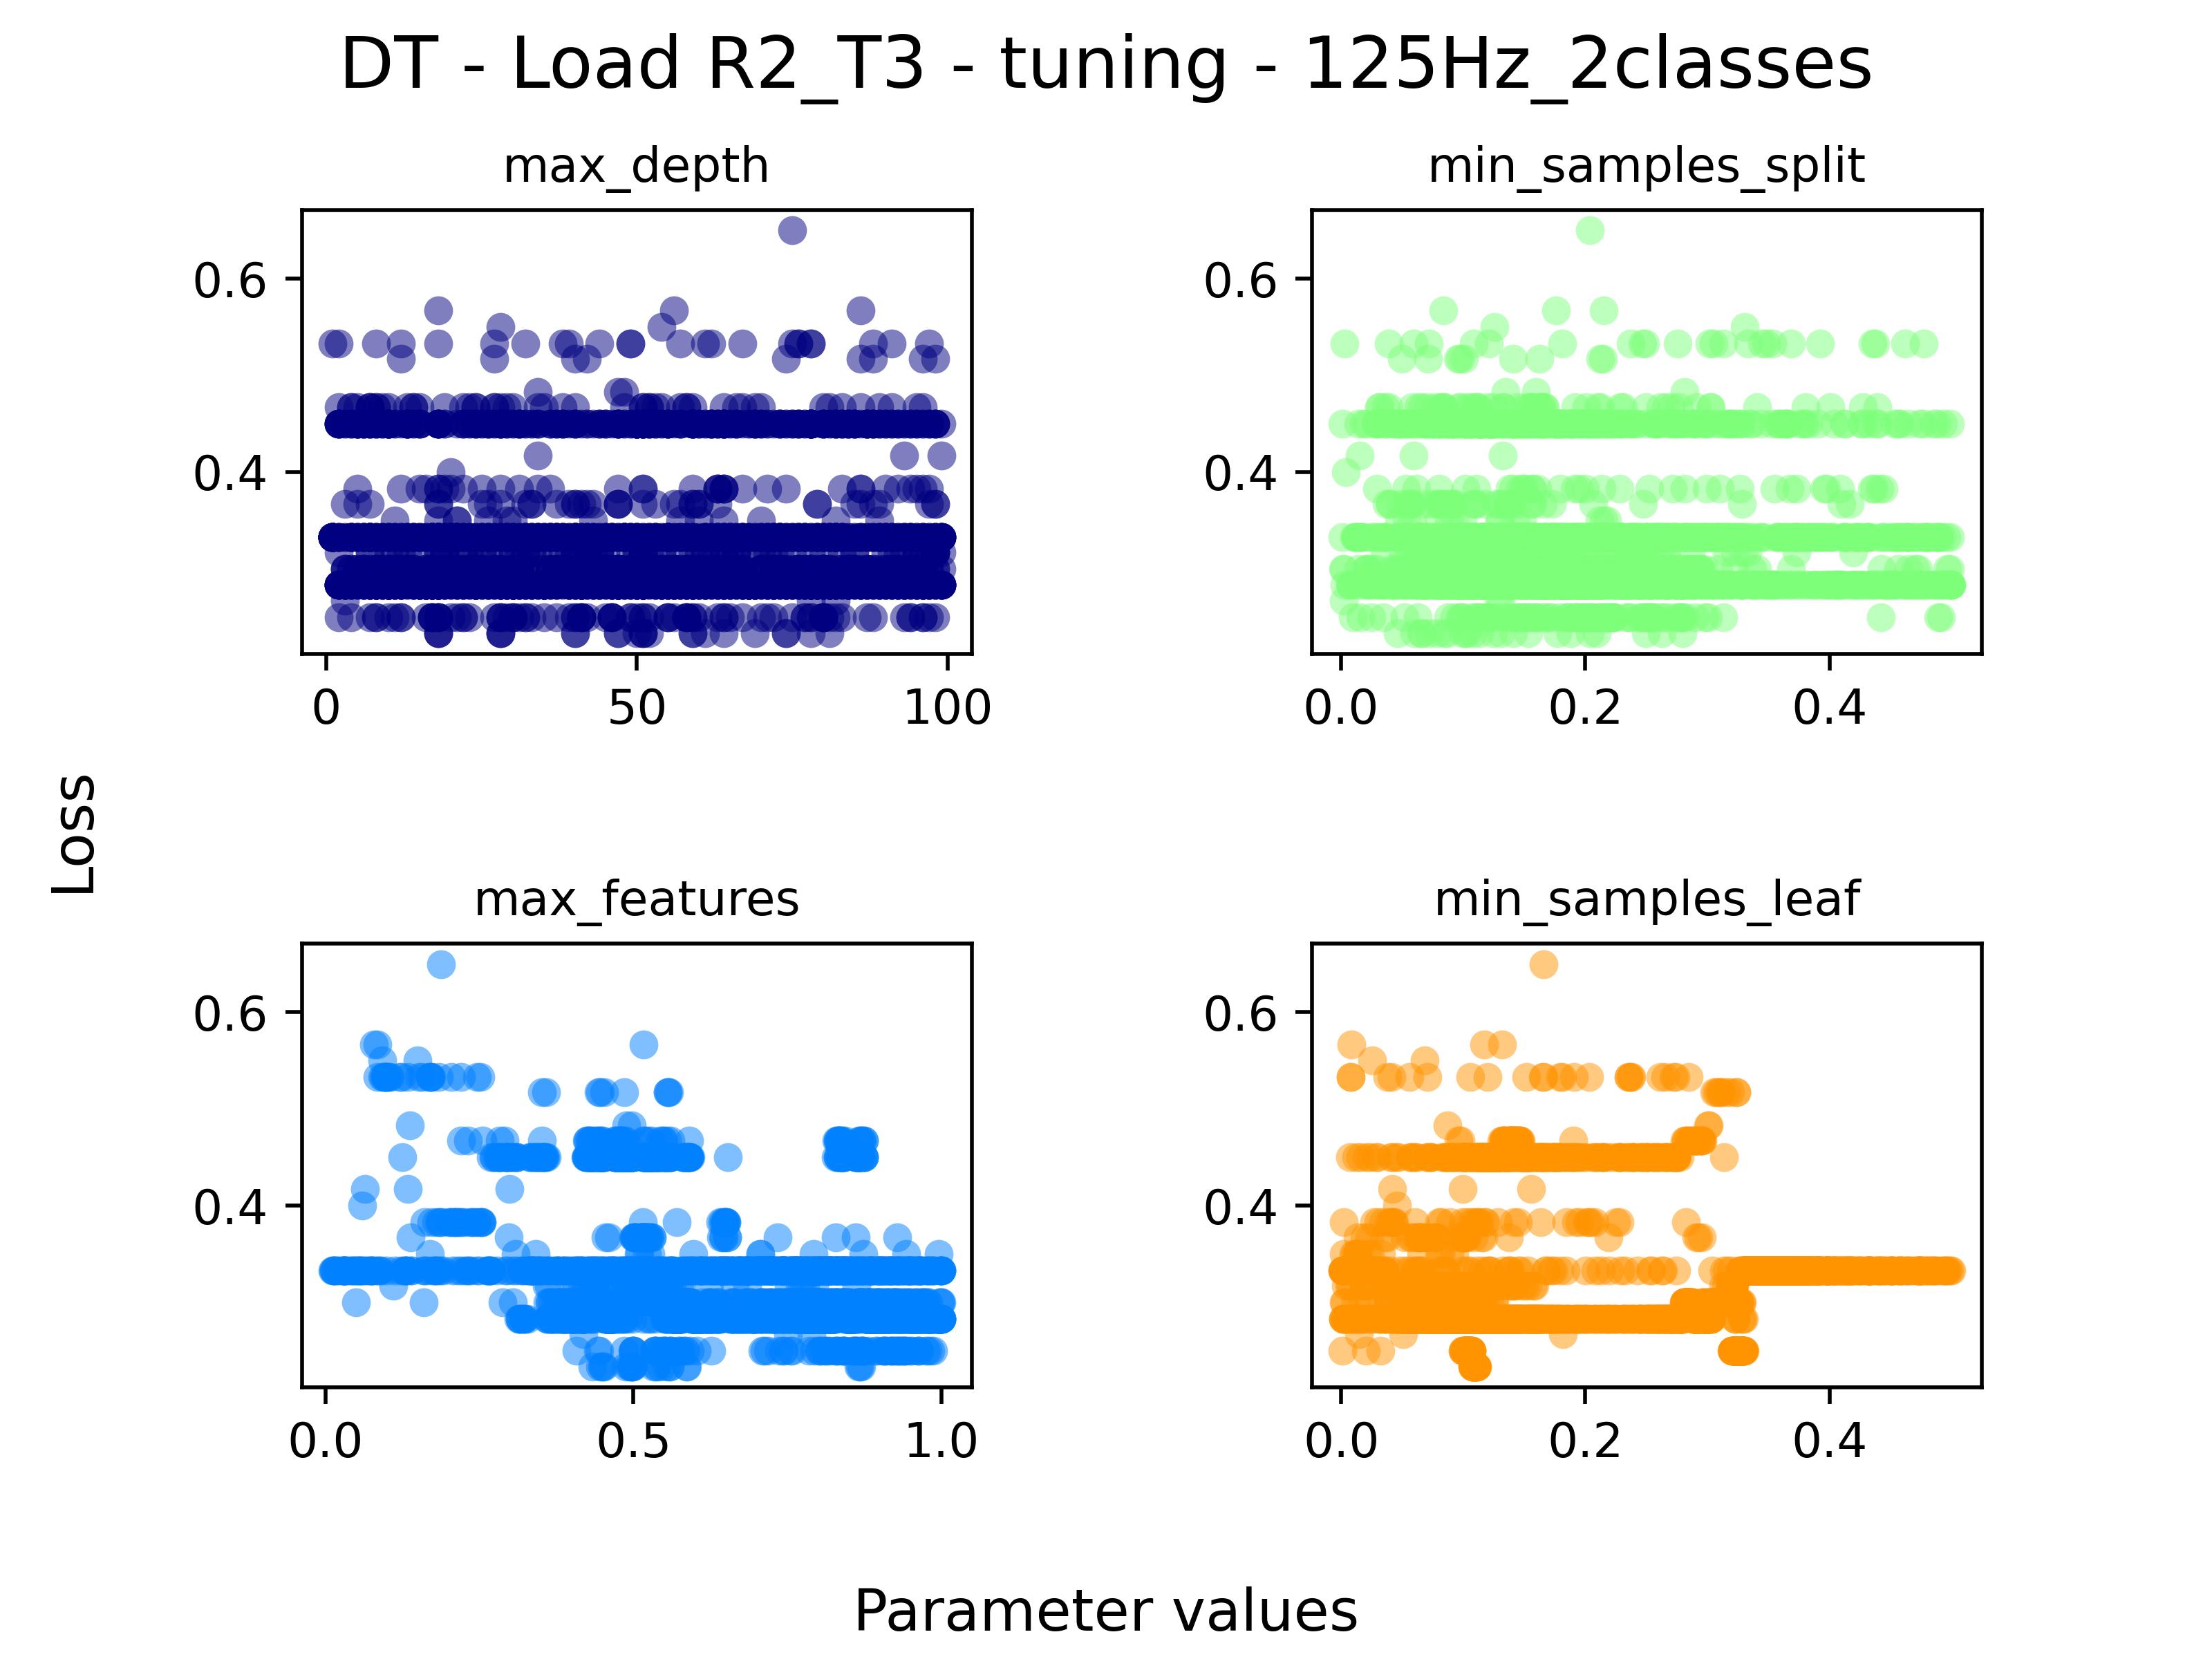 DT - Load R2_T3 - tuning - 125Hz_2classes
max_depth
min_samples_split
0.6
0.4
0 50 100
0.6
0.4
0.0 0.2 0.4
Loss
max_features
min_samples_leaf
0.6
0.4
0.0 0.5 1.0
0.6
0.4
0.0 0.2 0.4
Parameter values